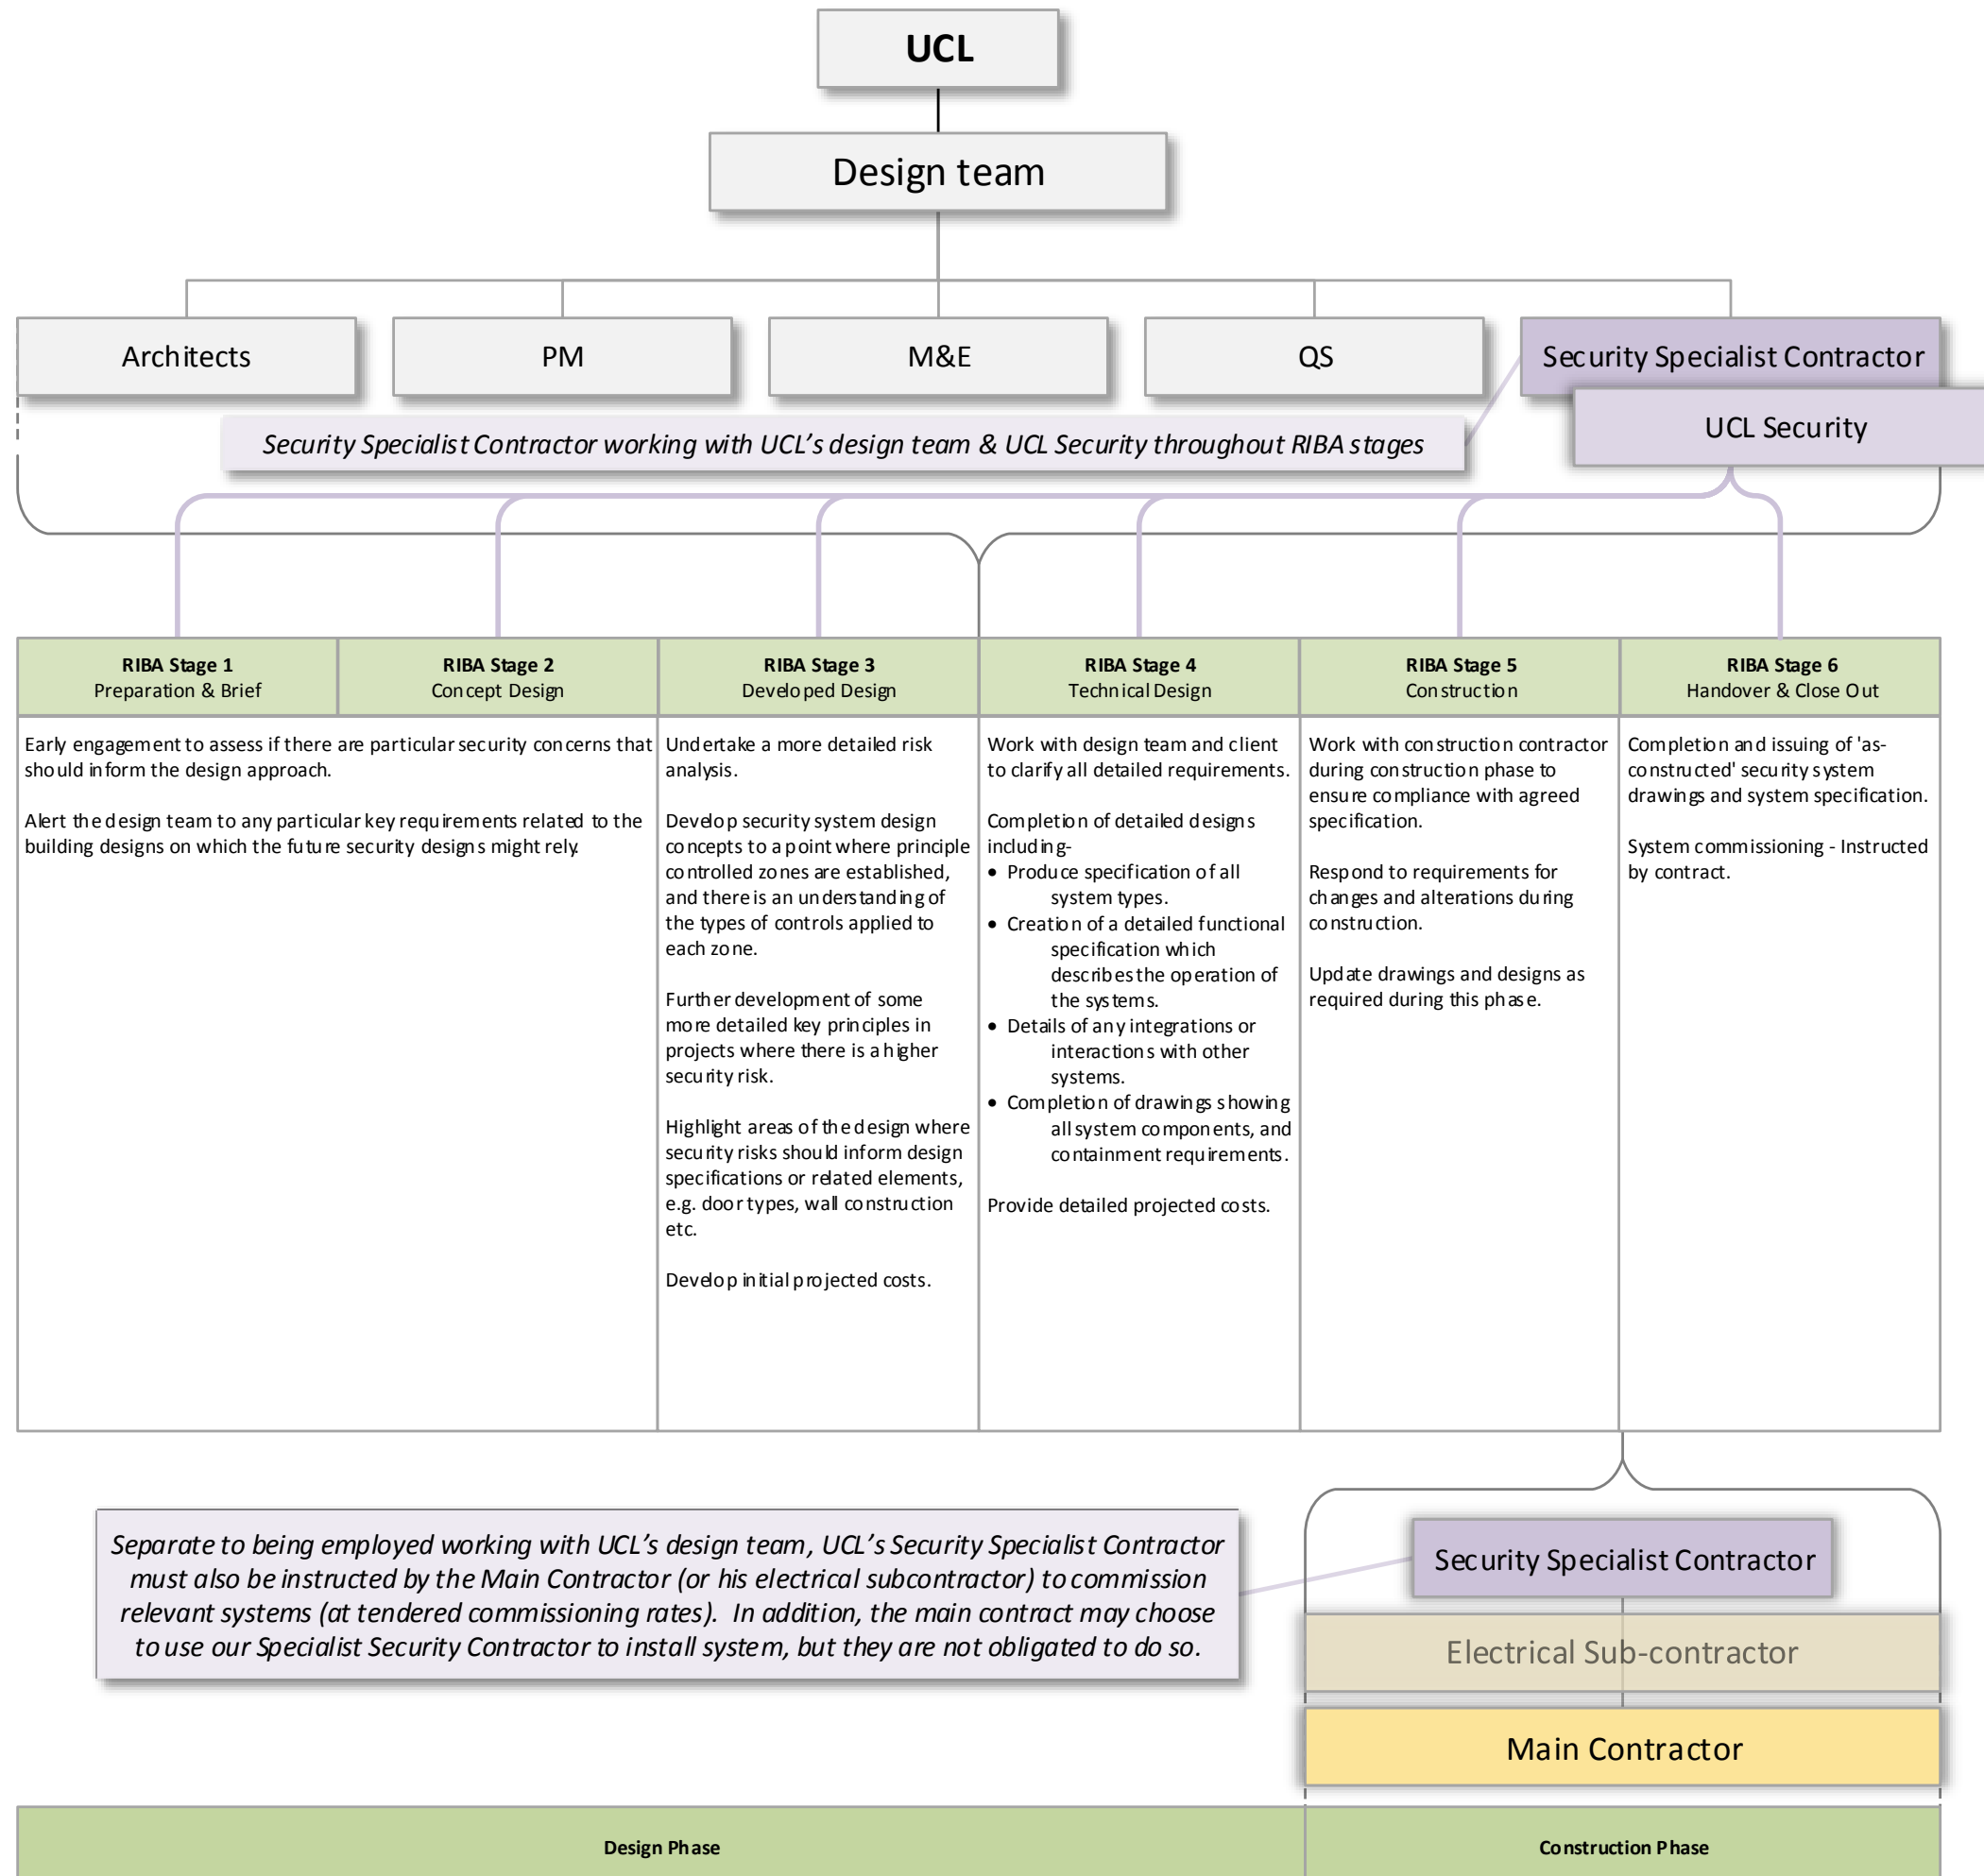 UCL
Design team
Architects
PM
M&E
QS
Security Specialist Contractor
UCL Security
Security Specialist Contractor working with UCL’s design team & UCL Security throughout RIBA stages
RIBA Stage 1
Preparation & Brief
RIBA Stage 2
Concept Design
RIBA Stage 3
Developed Design
RIBA Stage 4
Technical Design
RIBA Stage 5
Construction
RIBA Stage 6
Handover & Close Out
Early engagement to assess if there are particular security concerns that
should inform the design approach.
Alert the design team to any particular key requirements related to the
building designs on which the future security designs might rely.
Undertake a more detailed risk
analysis.
Develop security system design
concepts to a point where principle
controlled zones are established,
and there is an understanding of
the types of controls applied to
each zone.
Further development of some
more detailed key principles in
projects where there is a higher
security risk.
Highlight areas of the design where
security risks should inform design
specifications or related elements,
e.g. door types, wall construction
etc.
Develop initial projected costs.
Work with design team and client
to clarify all detailed requirements.
Completion of detailed designs
including-
• Produce specification of all
system types.
• Creation of a detailed functional
specification which
describes the operation of
the systems.
• Details of any integrations or
interactions with other
systems.
• Completion of drawings showing
all system components, and
containment requirements.
Provide detailed projected costs.
Work with construction contractor
during construction phase to
ensure compliance with agreed
specification.
Respond to requirements for
changes and alterations during
construction.
Update drawings and designs as
required during this phase.
Completion and issuing of 'as-
constructed' security system
drawings and system specification.
System commissioning - Instructed
by contract.
Separate to being employed working with UCL’s design team, UCL’s Security Specialist Contractor
must also be instructed by the Main Contractor (or his electrical subcontractor) to commission
relevant systems (at tendered commissioning rates).  In addition, the main contract may choose
to use our Specialist Security Contractor to install system, but they are not obligated to do so.
Security Specialist Contractor
Electrical Sub-contractor
Main Contractor
Design Phase
Construction Phase